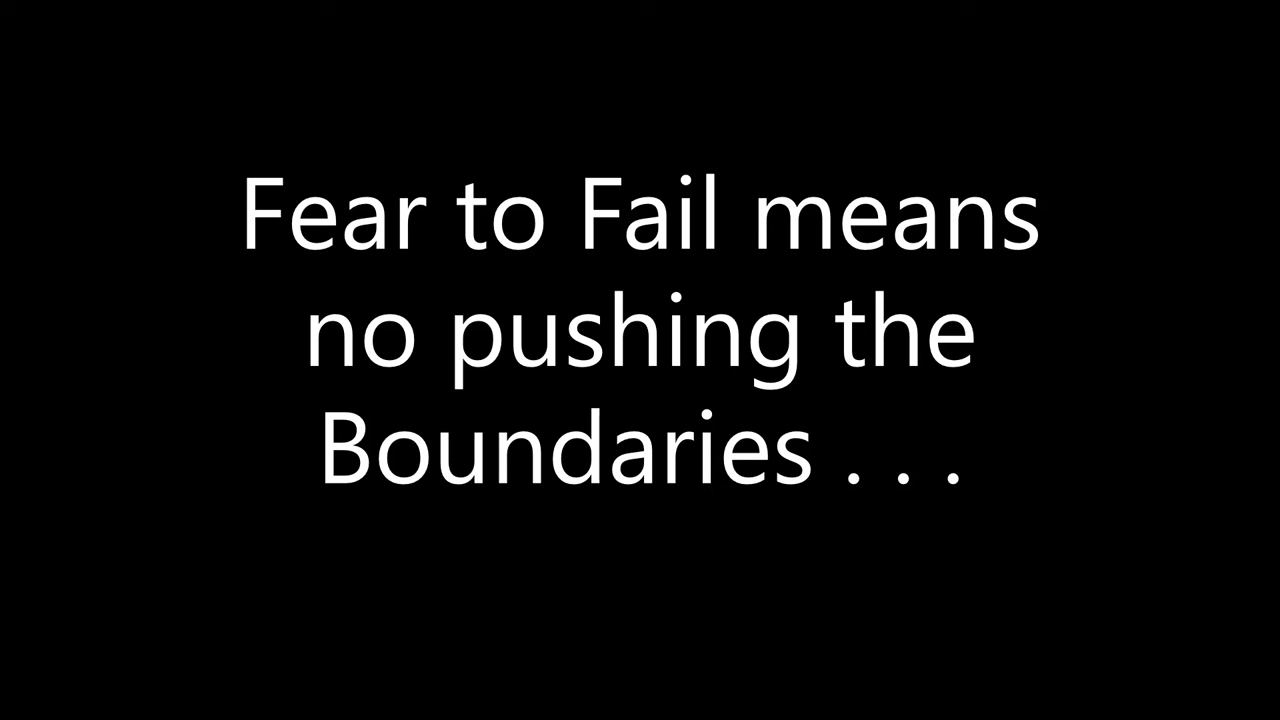 Fear to Fail means
no pushing the
Boundaries . . .